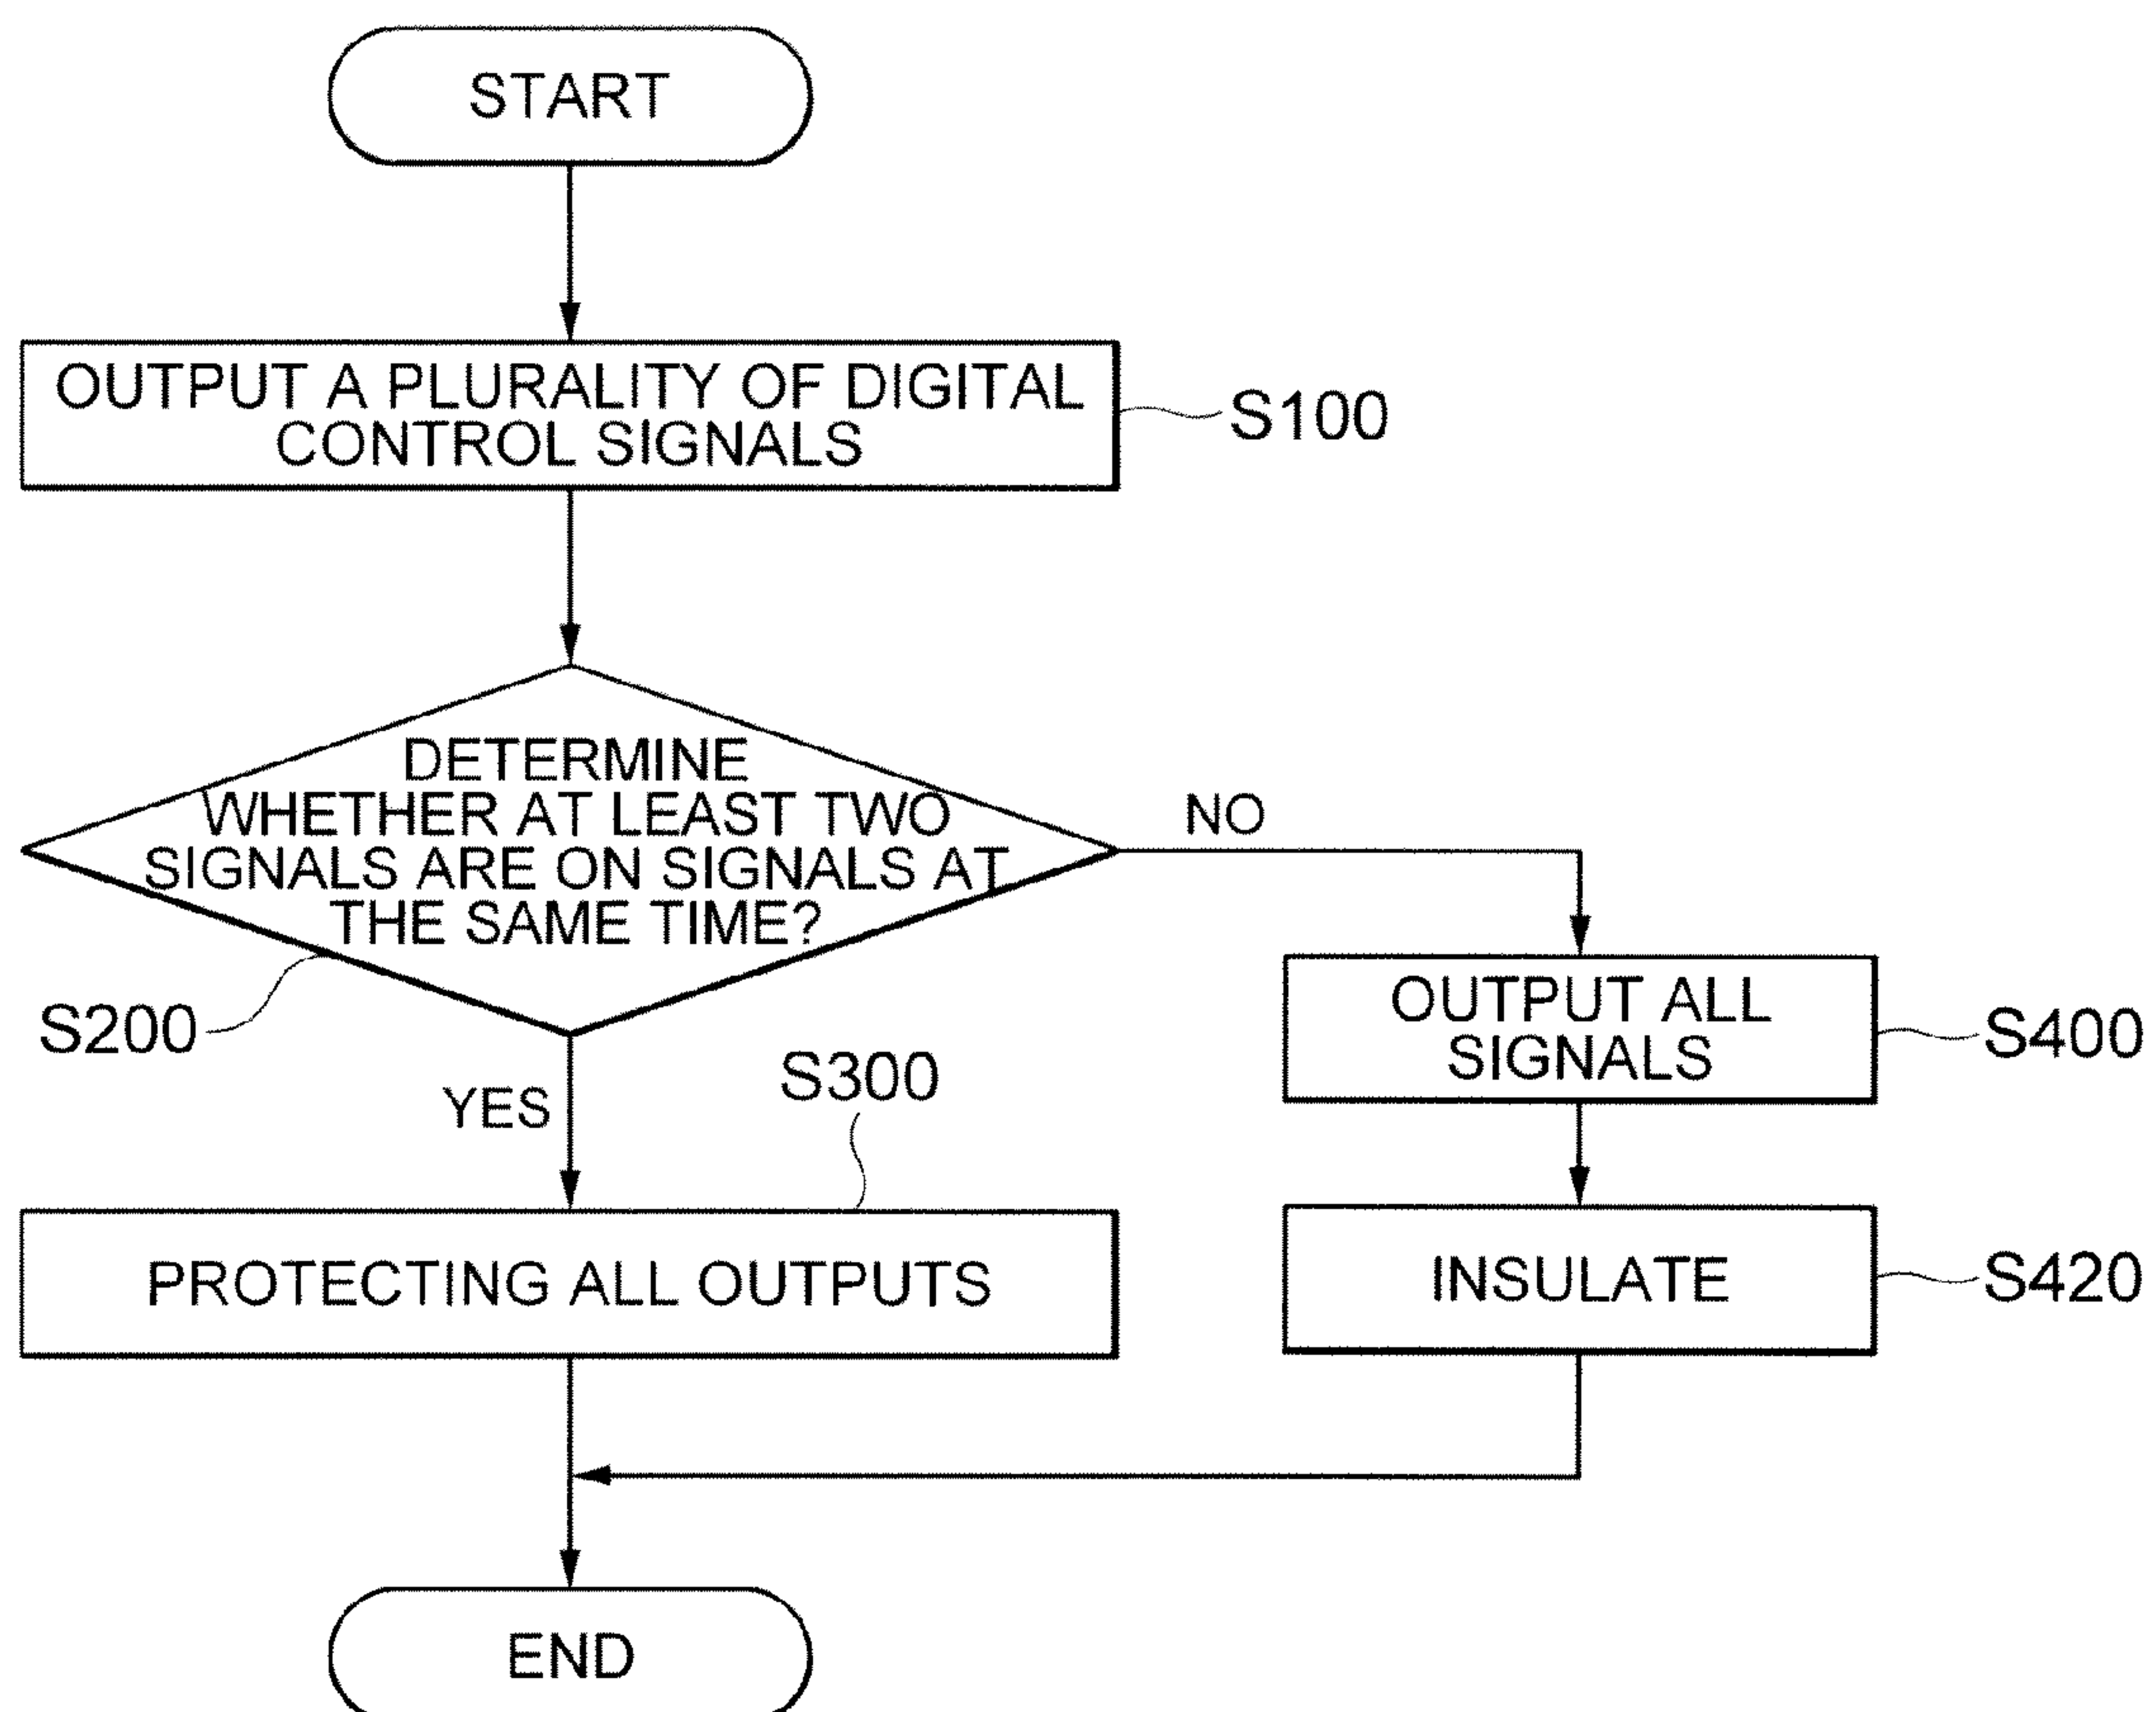 START
OUTPUT A PLURALITY OF DIGITAL
CONTROL SIGNALS
S100
DETERMINE
WHETHER AT LEAST TWO
SIGNALS ARE ON SIGNALS AT
THE SAME TIME?
S200
NO
YES
S300
PROTECTING ALL OUTPUTS
OUTPUT ALL
SIGNALS
S400
INSULATE
S420
END